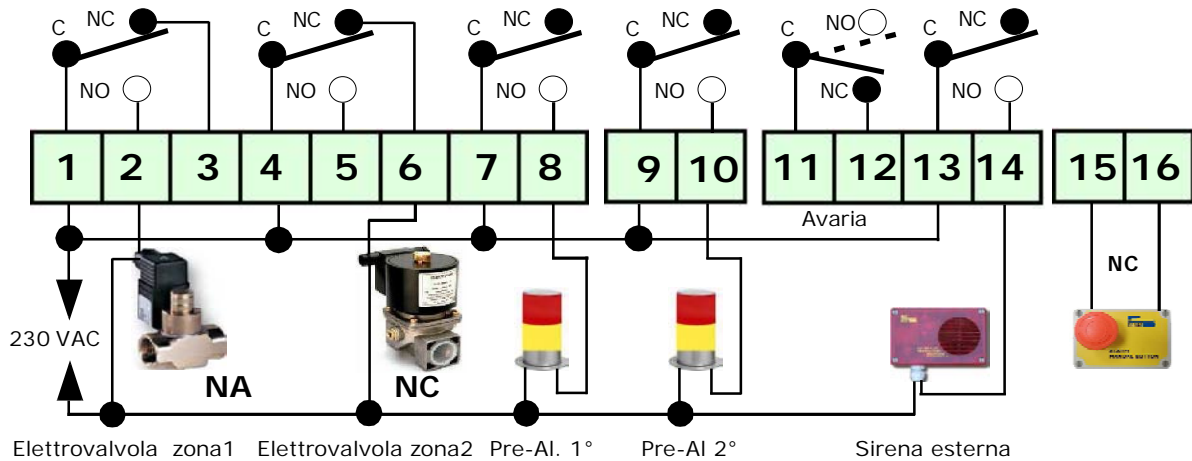 C NC C NC C NC C NC C NO C NC
NO NO NO NO NC NO
1 2 3 4 5 6 7 8 9 10 11 12 13 14 15 16
Avaria
NC
230 VAC
NA NC
Elettrovalvola zona1 Elettrovalvola zona2 Pre-Al. 1° Pre-Al 2° Sirena esterna